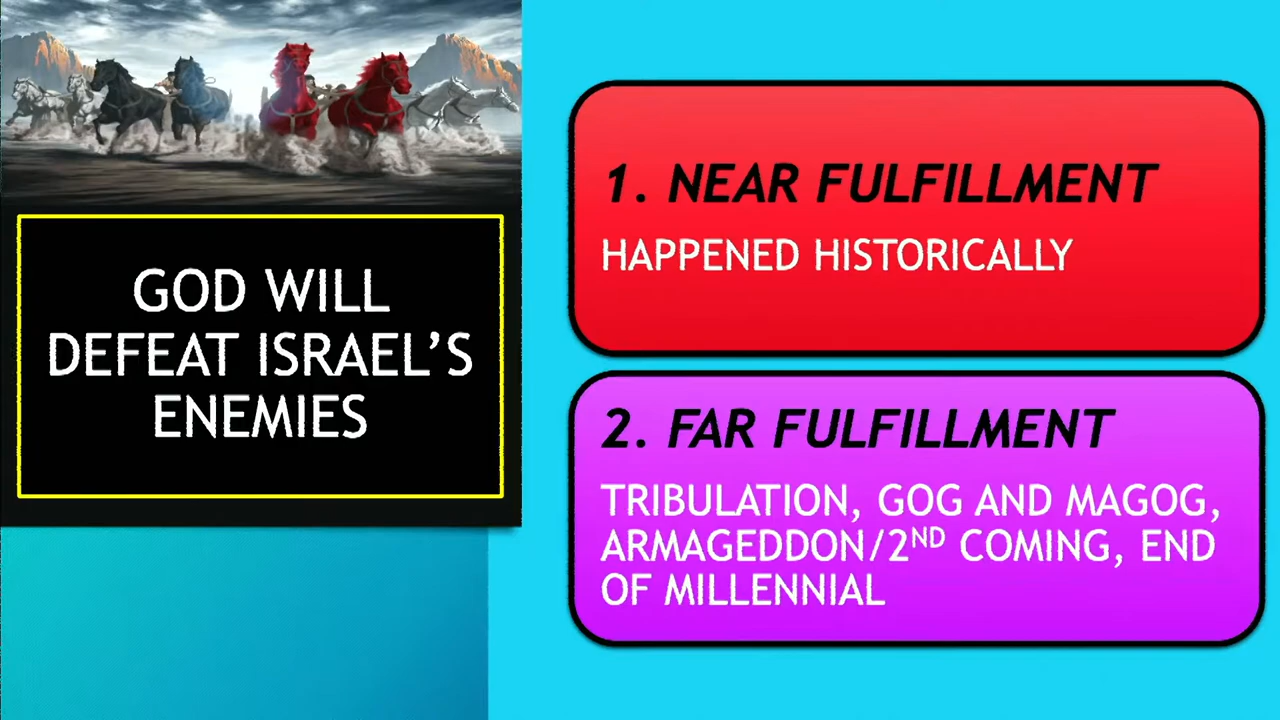 GOD WILL
DEFEAT ISRAEL’S
ENEMIES
1. NEAR FULFILLMENT
HAPPENED HISTORICALLY
2. FAR FULFILLMENT
TRIBULATION, GOG AND MAGOG,
ARMAGEDDON/2ND COMING, END
OF MILLENNIAL